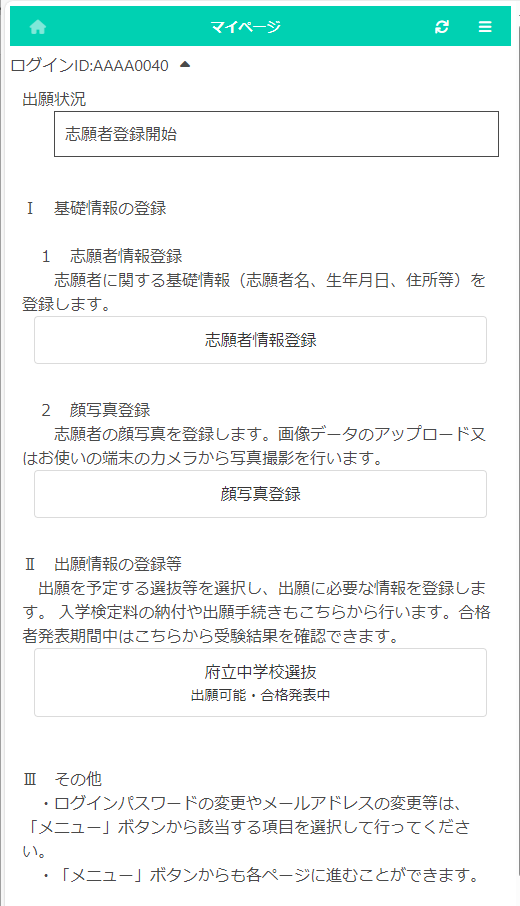 マイページ
ログインID:AAAA0040
出願状況
志願者登録開始
Ⅰ　基礎情報の登録
１　志願者情報登録
志願者に関する基礎情報（志願者名、生年月日、住所等）を
登録します。
志願者情報登録
２　顔写真登録
志願者の顔写真を登録します。画像データのアップロード又
はお使いの端末のカメラから写真撮影を行います。
顔写真登録
Ⅱ　出願情報の登録等
出願を予定する選抜等を選択し、出願に必要な情報を登録しま
す。 入学検定料の納付や出願手続きもこちらから行います。合格
者発表期間中はこちらから受験結果を確認できます。
府立中学校選抜
出願可能・合格発表中
Ⅲ　その他
・ログインパスワードの変更やメールアドレスの変更等は、
「メニュー」ボタンから該当する項目を選択して行ってくださ
い。
・「メニュー」ボタンからも各ページに進むことができます。